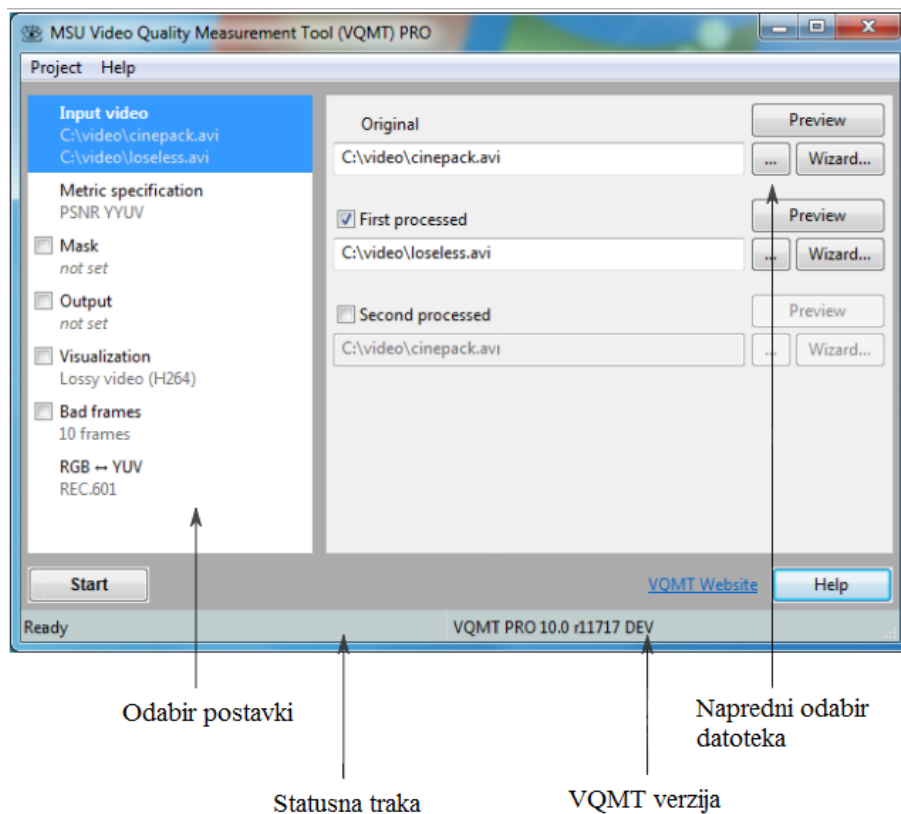 MSU Video Quality Measurement Tool (VQMT) PRO
Project Help
Input video
C:\video\cinepack.avi
C:\video\loseless.avi
Metric specification
PSNR YYUV
Mask
not set
Output
not set
Visualization
Lossy video (H264)
Bad frames
10 frames
RGB ↔ YUV
REC.601
Original
Preview
C:\video\cinepack.avi
... Wizard...
First processed
Preview
C:\video\loseless.avi
... Wizard...
Second processed
Preview
C:\video\cinepack.avi
... Wizard...
Start
VQMT Website
Help
Ready
VQMT PRO 10.0 r11717 DEV
Odabir postavki
Napredni odabir
datoteka
Statusna traka
VQMT verzija